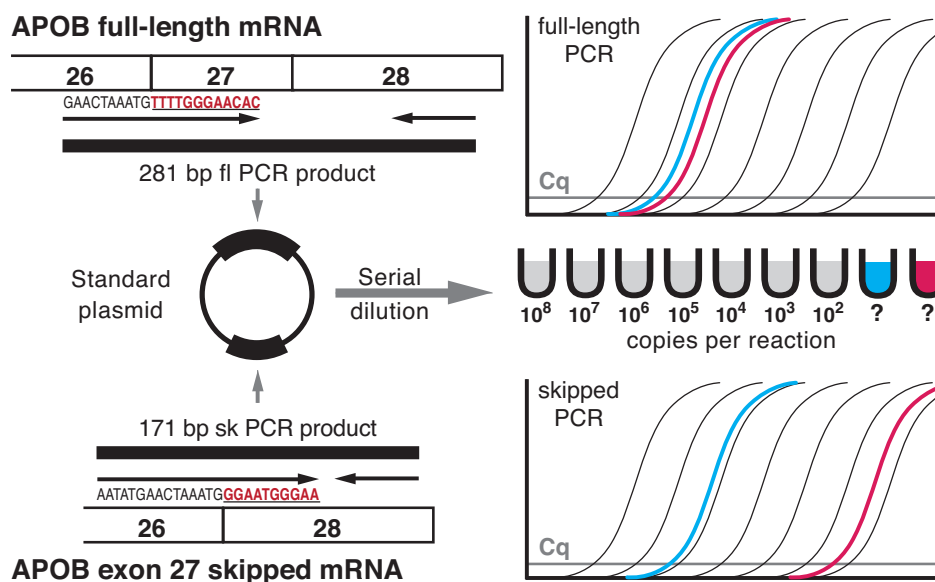 APOB full-length mRNA
26 27 28
GAACTAAATGTTTTGGGAACAC
281 bp fl PCR product
Standard
plasmid
Serial
dilution
171 bp sk PCR product
AATATGAACTAAATGGGAATGGGAA
26 28
APOB exon 27 skipped mRNA
full-length
PCR
Cq
10⁸ 10⁷ 10⁶ 10⁵ 10⁴ 10³ 10² ? ?
copies per reaction
skipped
PCR
Cq